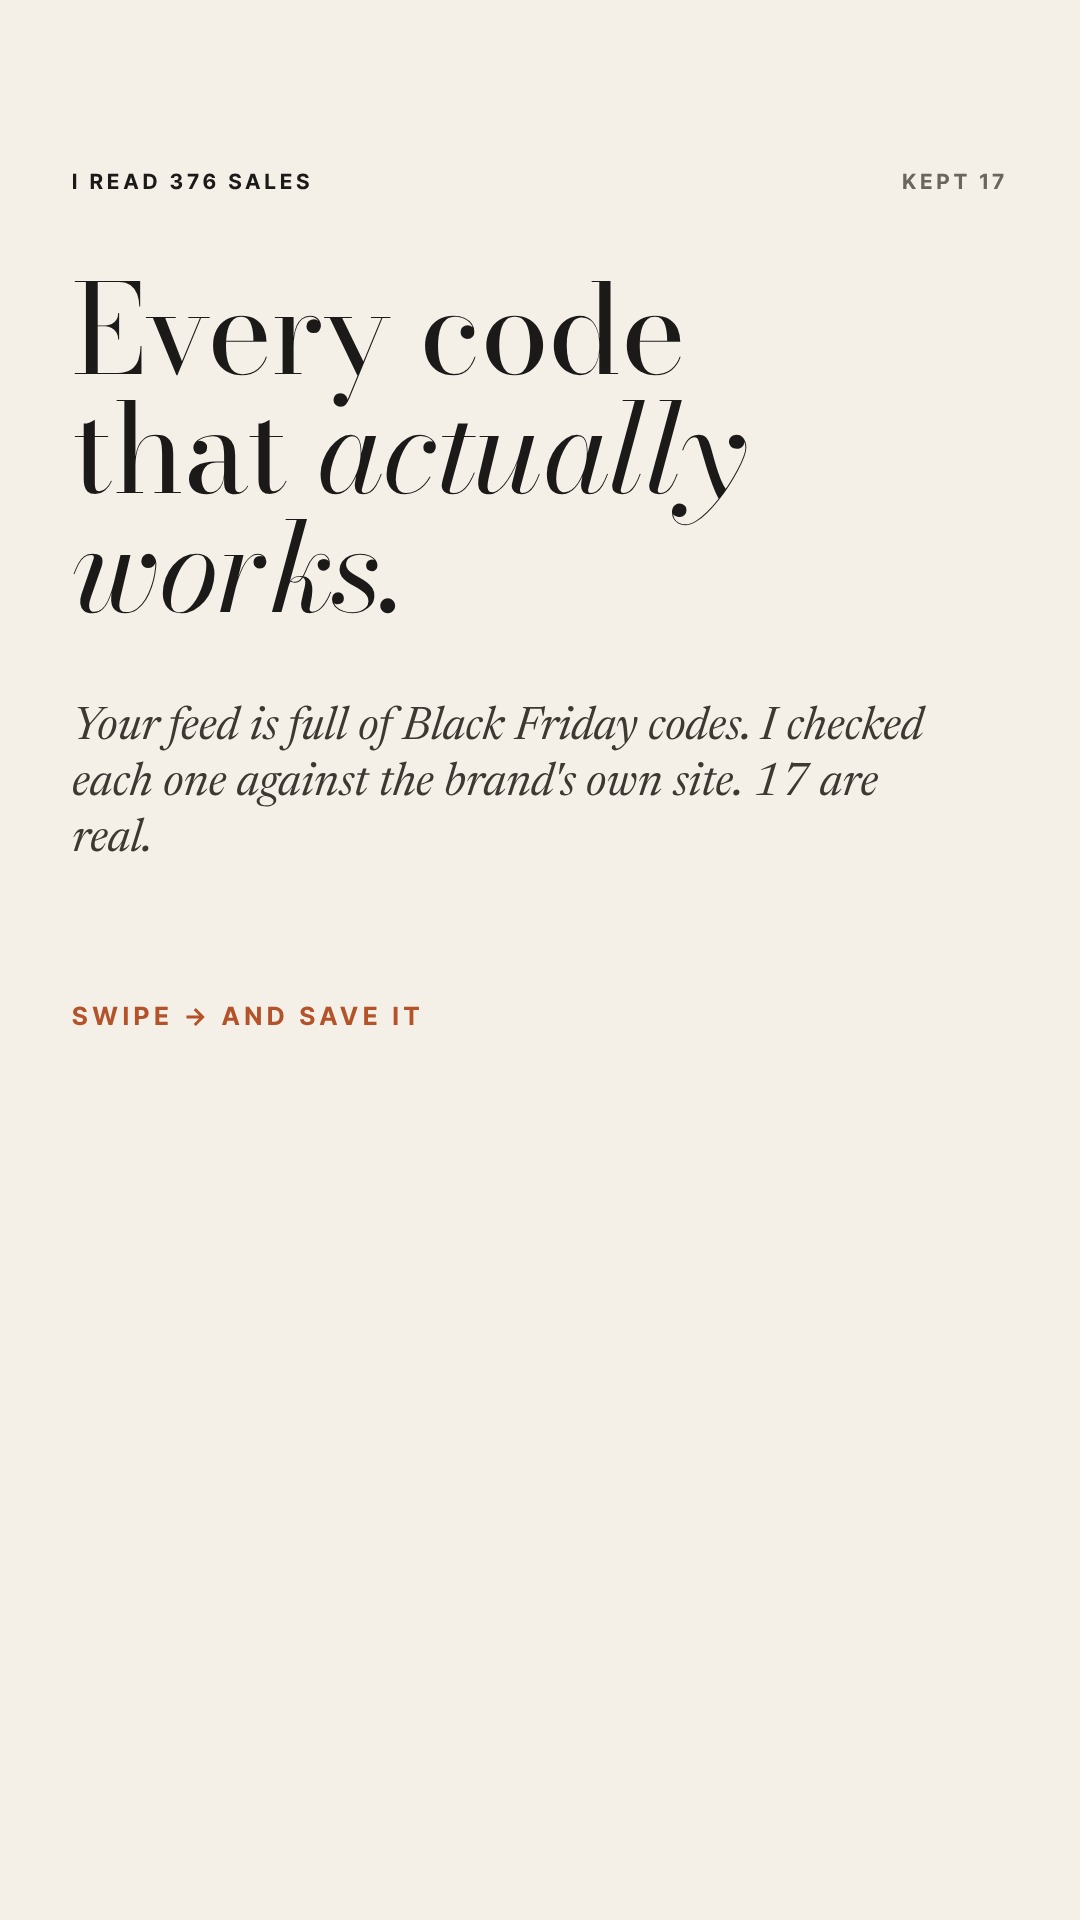 I READ 376 SALES
KEPT 17
Every code
that actually
works.
Your feed is full of Black Friday codes. I checked
each one against the brand's own site. 17 are
real.
SWIPE → AND SAVE IT